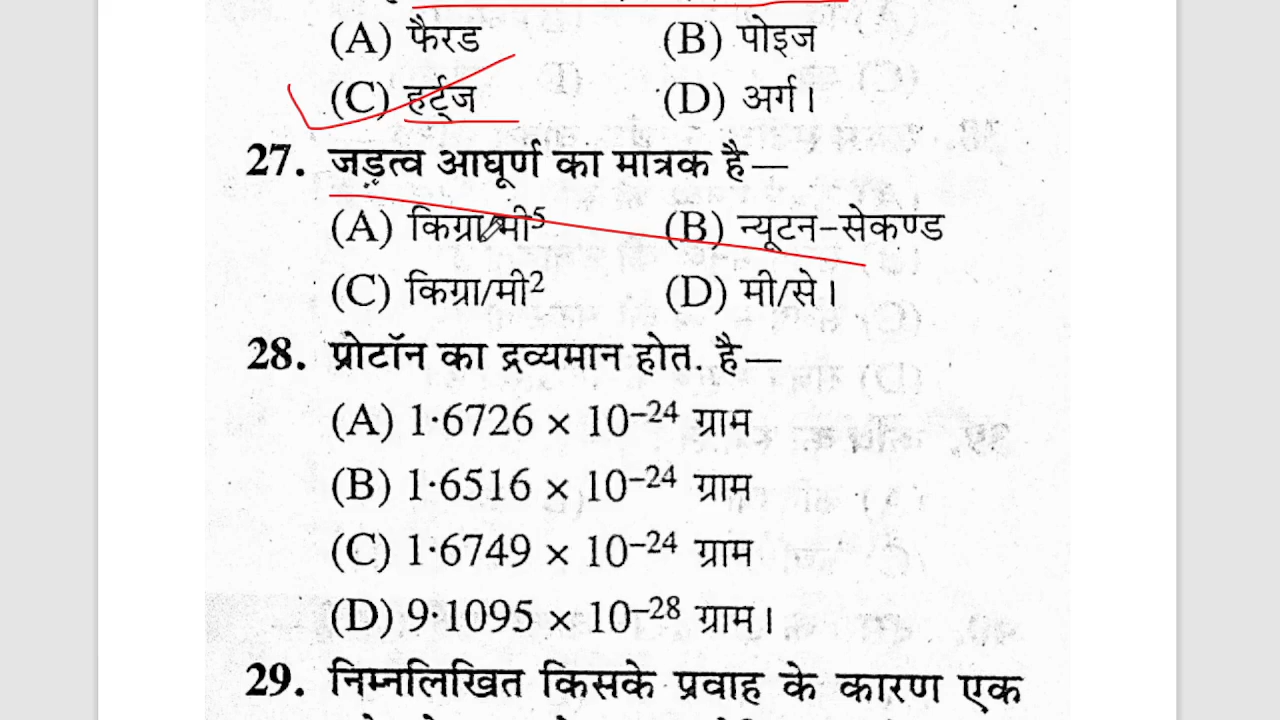 (A) फैरड (B) पोइज
(C) हर्ट्ज (D) अर्ग।
27. जड़त्व आघूर्ण का मात्रक है—
(A) किग्रा/मी⁵ (B) न्यूटन-सेकण्ड
(C) किग्रा/मी² (D) मी/से।
28. प्रोटॉन का द्रव्यमान होत. है—
(A) 1·6726 × 10⁻²⁴ ग्राम
(B) 1·6516 × 10⁻²⁴ ग्राम
(C) 1·6749 × 10⁻²⁴ ग्राम
(D) 9·1095 × 10⁻²⁸ ग्राम।
29. निम्नलिखित किसके प्रवाह के कारण एक